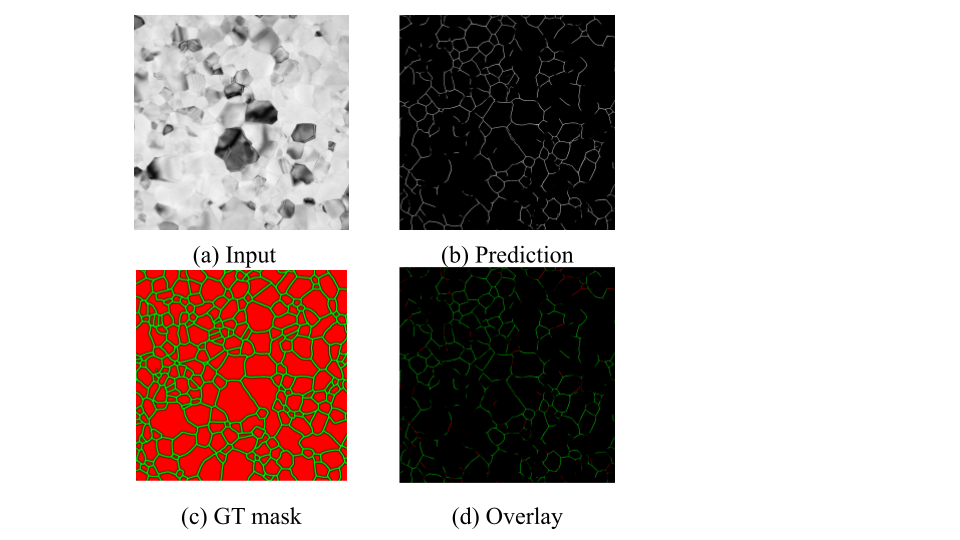 (a) Input
(b) Prediction
(c) GT mask
(d) Overlay